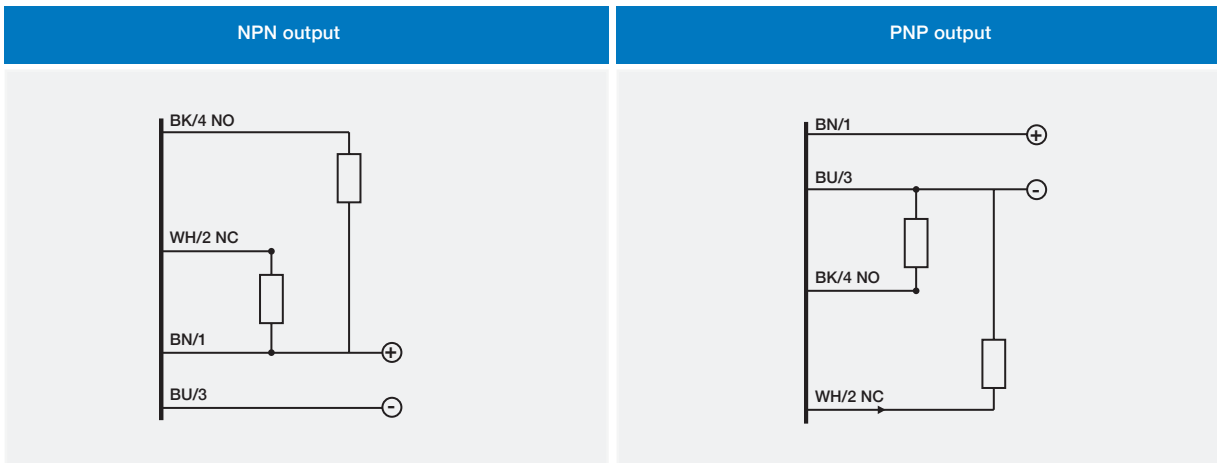 NPN output
PNP output
BK/4 NO
WH/2 NC
BN/1
+
BU/3
-
BN/1
+
BU/3
-
BK/4 NO
WH/2 NC